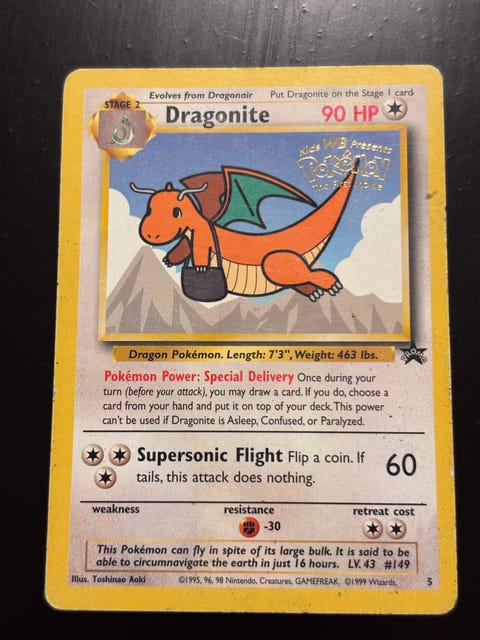 Evolves from Dragonair Put Dragonite on the Stage 1 card
STAGE 2
Dragonite 90 HP
Kids WB Presents
Pokémon
The First Movie
Dragon Pokémon. Length: 7'3", Weight: 463 lbs.
PROMO
Pokémon Power: Special Delivery Once during your
turn (before your attack), you may draw a card. If you do, choose a
card from your hand and put it on top of your deck. This power
can't be used if Dragonite is Asleep, Confused, or Paralyzed.
Supersonic Flight Flip a coin. If
tails, this attack does nothing.
60
weakness resistance retreat cost
-30
This Pokémon can fly in spite of its large bulk. It is said to be
able to circumnavigate the earth in just 16 hours. LV. 43 #149
Illus. Toshinao Aoki ©1995, 96, 98 Nintendo, Creatures, GAMEFREAK. ©1999 Wizards. 5